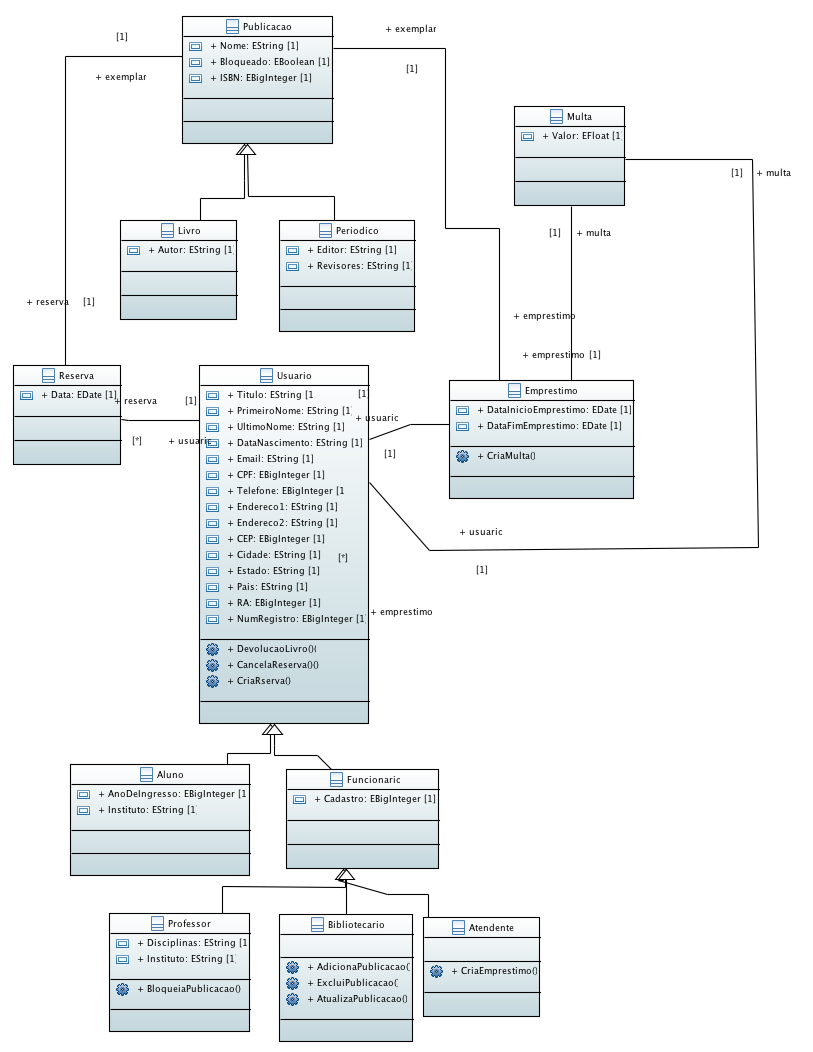 Publicacao
+ Nome: EString [1]
+ Bloqueado: EBoolean [1]
+ ISBN: EBigInteger [1]
[1]
+ exemplar
+ exemplar
[1]
Multa
+ Valor: EFloat [1]
[1]
+ multa
[1]
+ multa
Livro
+ Autor: EString [1
Periodico
+ Editor: EString [1]
+ Revisores: EString [1]
+ reserva
[1]
+ emprestimo
+ emprestimo [1]
Reserva
+ Data: EDate [1]
+ reserva
[1]
[*]
+ usuaric
Usuario
+ Titulo: EString [1
+ PrimeiroNome: EString [1]
+ UltimoNome: EString [1]
+ DataNascimento: EString [1]
+ Email: EString [1]
+ CPF: EBigInteger [1]
+ Telefone: EBigInteger [1
+ Endereco1: EString [1]
+ Endereco2: EString [1]
+ CEP: EBigInteger [1]
+ Cidade: EString [1]
+ Estado: EString [1]
+ Pais: EString [1]
+ RA: EBigInteger [1]
+ NumRegistro: EBigInteger [1]
+ DevolucaoLivro()(
+ CancelaReserva()()
+ CriaRserva()
[1]
+ usuaric
[1]
[*]
+ emprestimo
Emprestimo
+ DataInicioEmprestimo: EDate [1]
+ DataFimEmprestimo: EDate [1]
+ CriaMulta()
+ usuaric
[1]
Aluno
+ AnoDeIngresso: EBigInteger [1
+ Instituto: EString [1]
Funcionaric
+ Cadastro: EBigInteger [1]
Professor
+ Disciplinas: EString [1
+ Instituto: EString [1]
+ BloqueiaPublicacao()
Bibliotecario
+ AdicionaPublicacao(
+ ExcluiPublicacao(
+ AtualizaPublicacao()
Atendente
+ CriaEmprestimo()